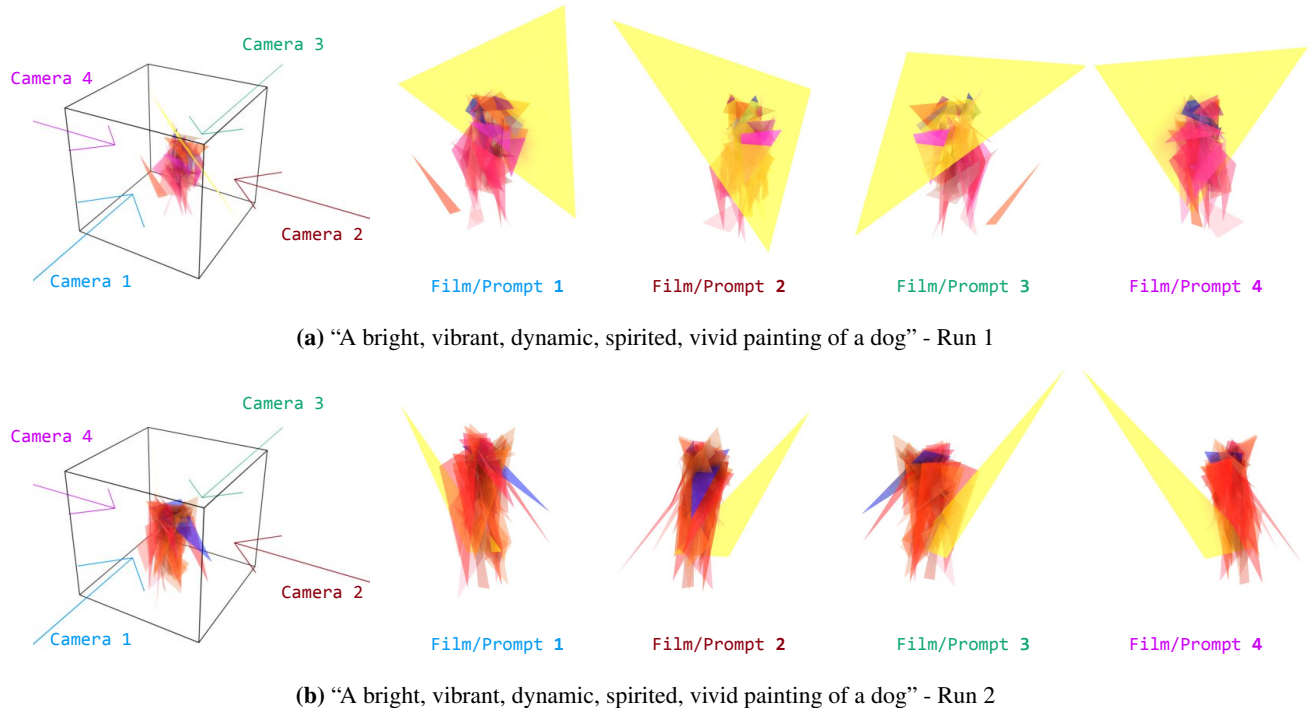 Camera 3
Camera 4
Camera 2
Camera 1
Film/Prompt 1
Film/Prompt 2
Film/Prompt 3
Film/Prompt 4
(a) “A bright, vibrant, dynamic, spirited, vivid painting of a dog” - Run 1
Camera 3
Camera 4
Camera 2
Camera 1
Film/Prompt 1
Film/Prompt 2
Film/Prompt 3
Film/Prompt 4
(b) “A bright, vibrant, dynamic, spirited, vivid painting of a dog” - Run 2